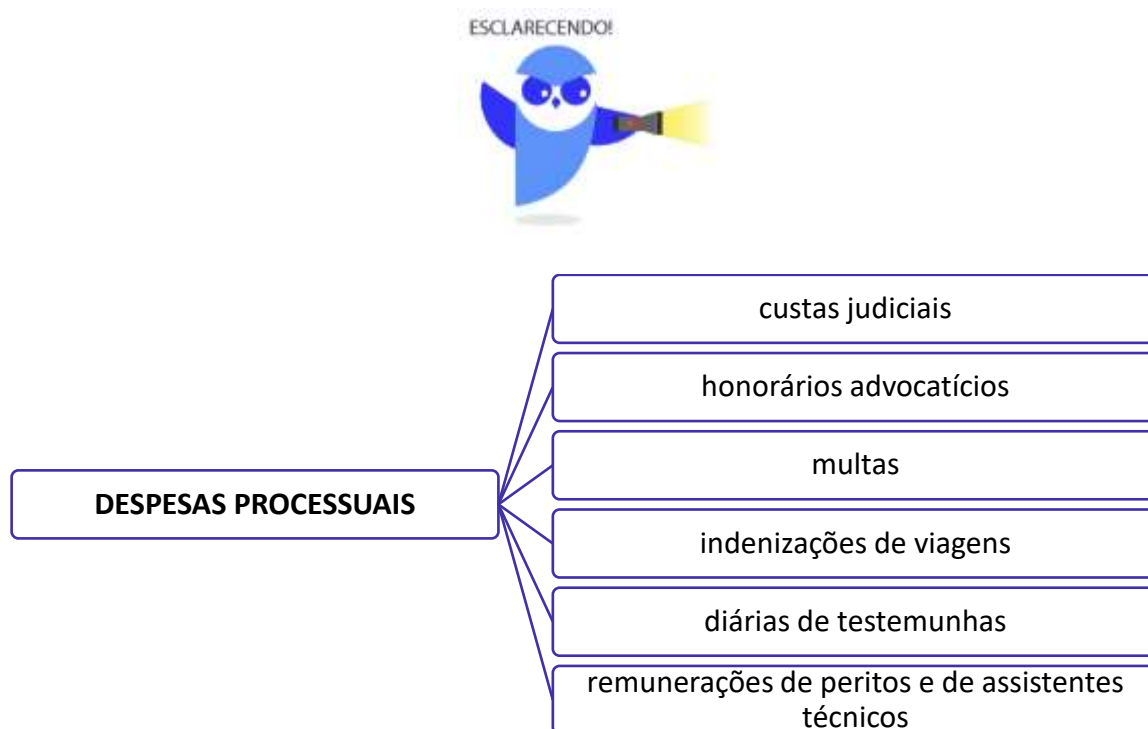 ESCLARECENDO!
custas judiciais
honorários advocatícios
multas
DESPESAS PROCESSUAIS
indenizações de viagens
diárias de testemunhas
remunerações de peritos e de assistentes
técnicos